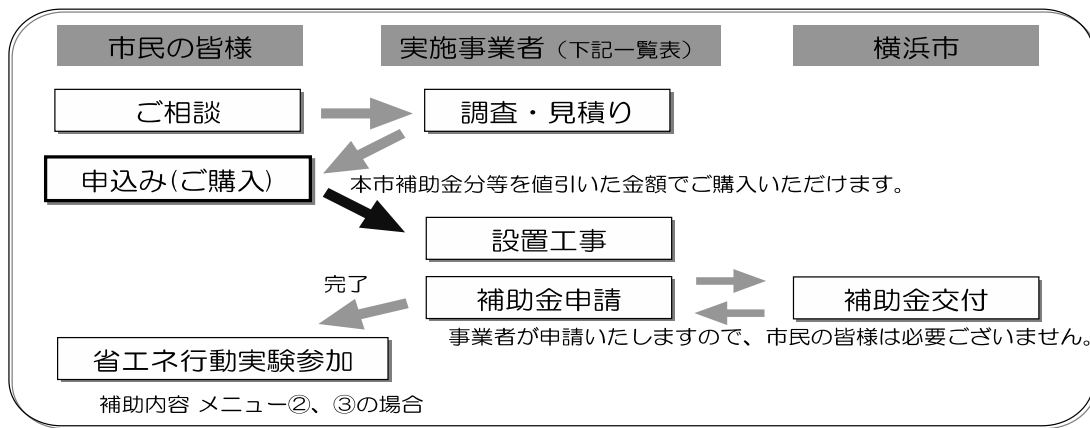 市民の皆様
実施事業者（下記一覧表）
横浜市
ご相談
調査・見積り
申込み(ご購入)
本市補助金分等を値引いた金額でご購入いただけます。
設置工事
完了
補助金申請
補助金交付
事業者が申請いたしますので、市民の皆様は必要ございません。
省エネ行動実験参加
補助内容 メニュー②、③の場合